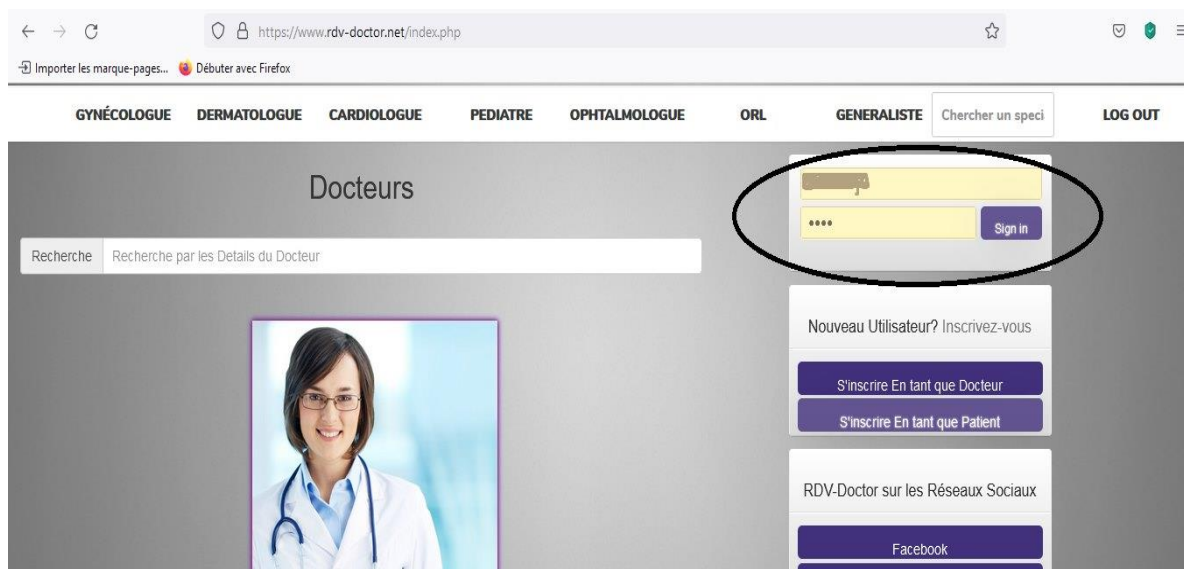 https://www.rdv-doctor.net/index.php
Importer les marque-pages... Débuter avec Firefox
GYNÉCOLOGUE DERMATOLOGUE CARDIOLOGUE PEDIATRE OPHTALMOLOGUE ORL GENERALISTE Chercher un speci LOG OUT
Docteurs
Sign in
Recherche Recherche par les Details du Docteur
Nouveau Utilisateur? Inscrivez-vous
S'inscrire En tant que Docteur
S'inscrire En tant que Patient
RDV-Doctor sur les Réseaux Sociaux
Facebook